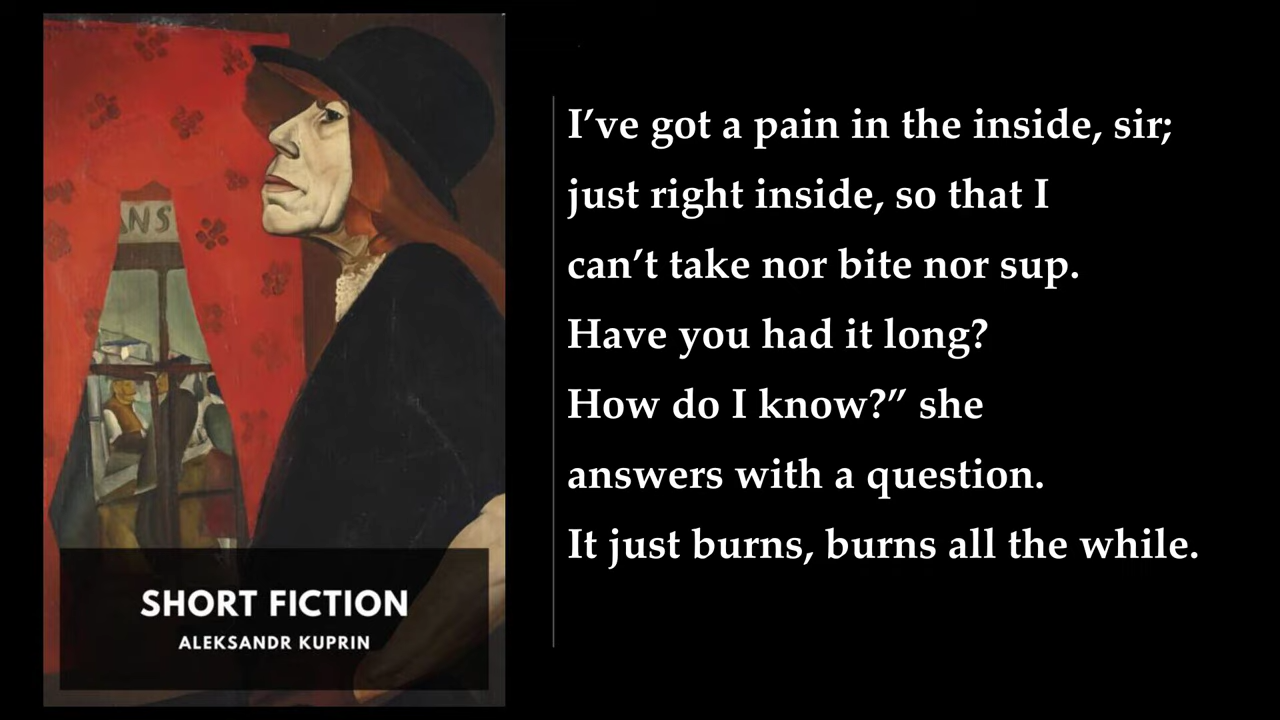 ANS
SHORT FICTION
ALEKSANDR KUPRIN
I’ve got a pain in the inside, sir;
just right inside, so that I
can’t take nor bite nor sup.
Have you had it long?
How do I know?” she
answers with a question.
It just burns, burns all the while.